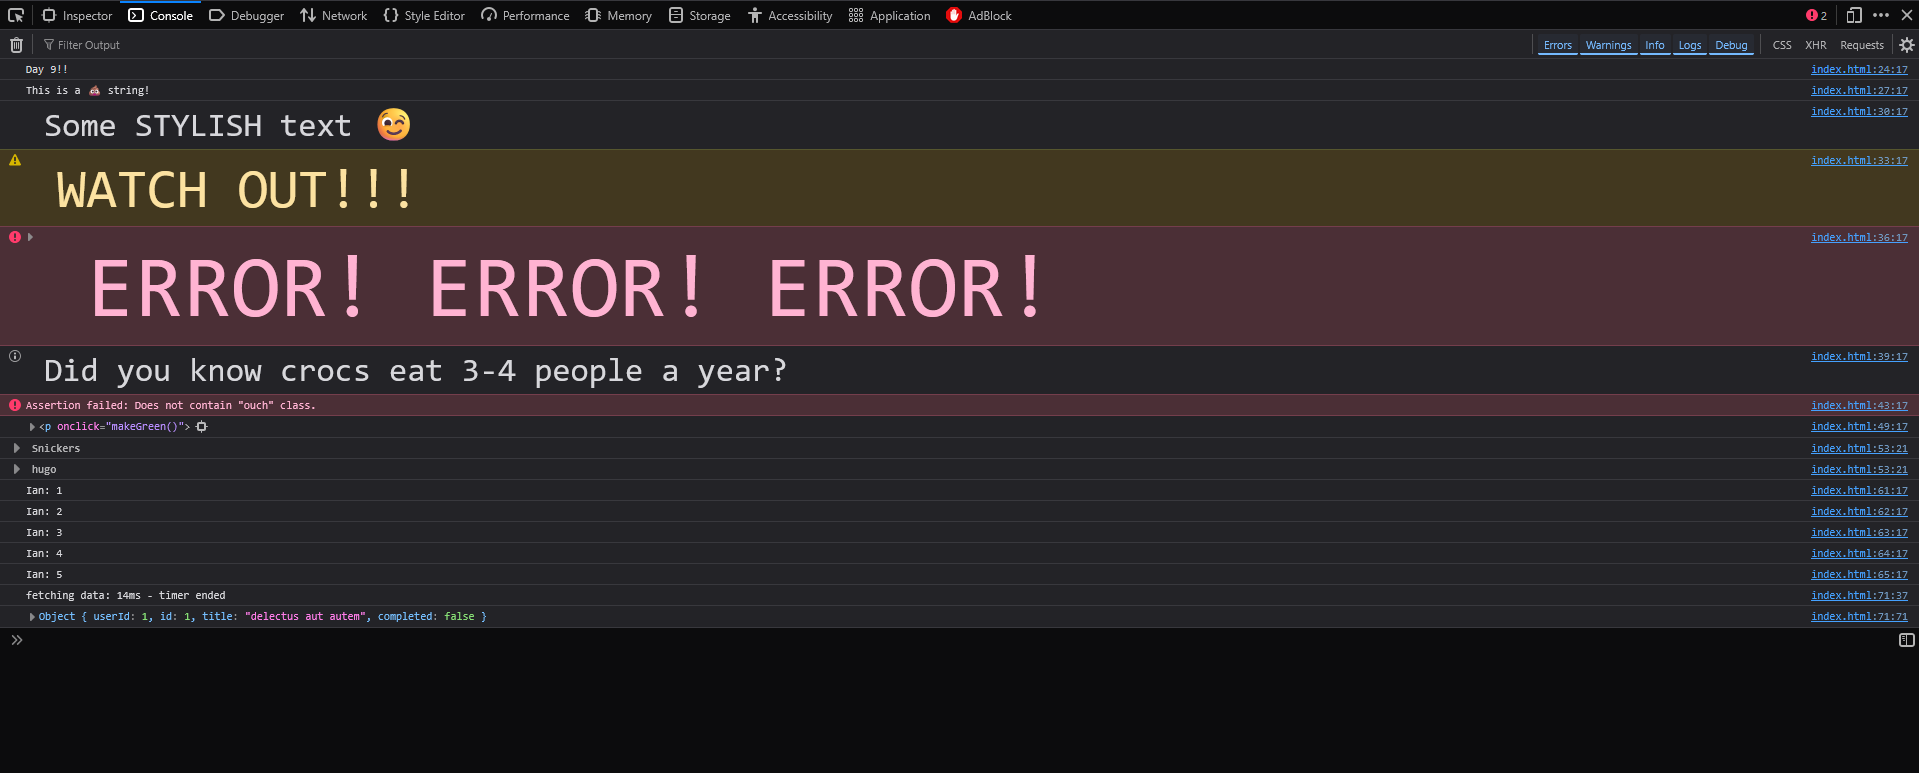 Inspector Console Debugger Network Style Editor Performance Memory Storage Accessibility Application AdBlock 2
Filter Output Errors Warnings Info Logs Debug CSS XHR Requests
Day 9!! index.html:24:17
This is a 💩 string! index.html:27:17
Some STYLISH text 😉 index.html:30:17
WATCH OUT!!! index.html:33:17
ERROR! ERROR! ERROR! index.html:36:17
Did you know crocs eat 3-4 people a year? index.html:39:17
Assertion failed: Does not contain "ouch" class. index.html:43:17
<p onclick="makeGreen()"> index.html:49:17
Snickers index.html:53:21
hugo index.html:53:21
Ian: 1 index.html:61:17
Ian: 2 index.html:62:17
Ian: 3 index.html:63:17
Ian: 4 index.html:64:17
Ian: 5 index.html:65:17
fetching data: 14ms - timer ended index.html:71:37
Object { userId: 1, id: 1, title: "delectus aut autem", completed: false } index.html:71:71